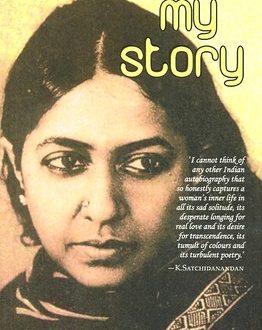 my
story
'I cannot think of
any other Indian
autobiography that
so honestly captures a
woman's inner life in
all its sad solitude, its
desperate longing for
real love and its desire
for transcendence, its
tumult of colours and
its turbulent poetry.'
—K.SATCHIDANANDAN